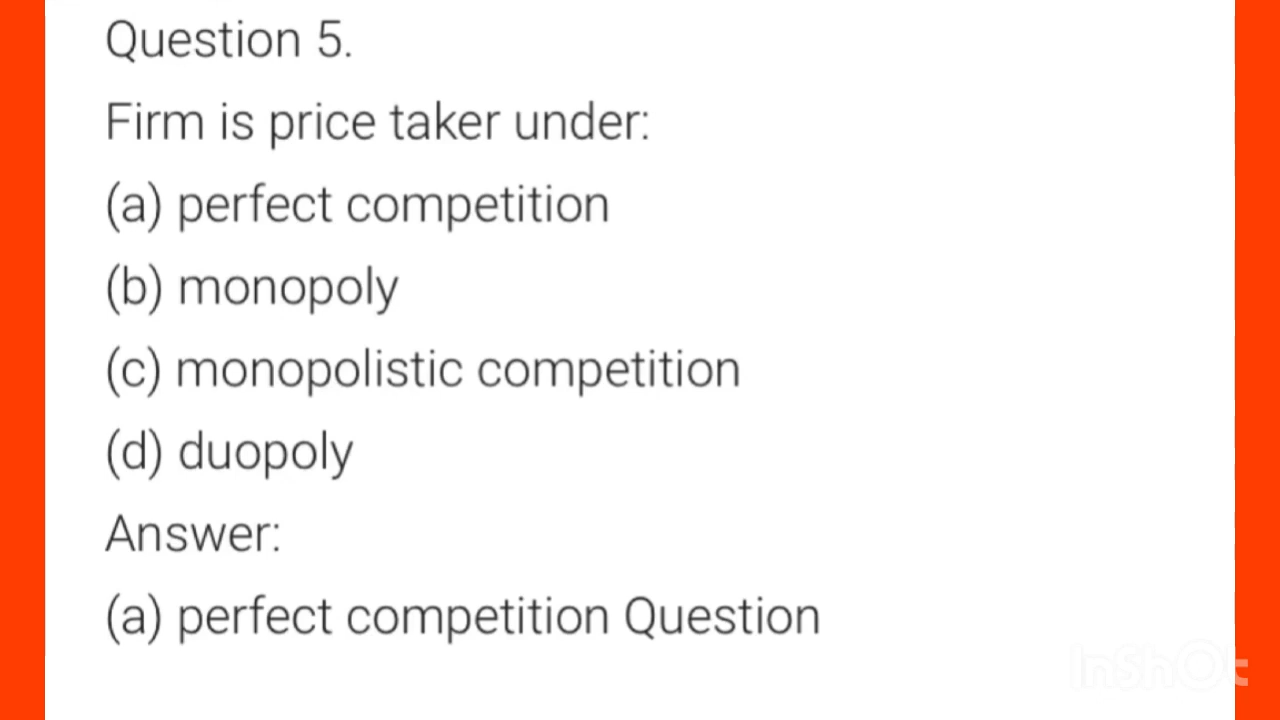 Question 5.
Firm is price taker under:
(a) perfect competition
(b) monopoly
(c) monopolistic competition
(d) duopoly
Answer:
(a) perfect competition Question
InShOt